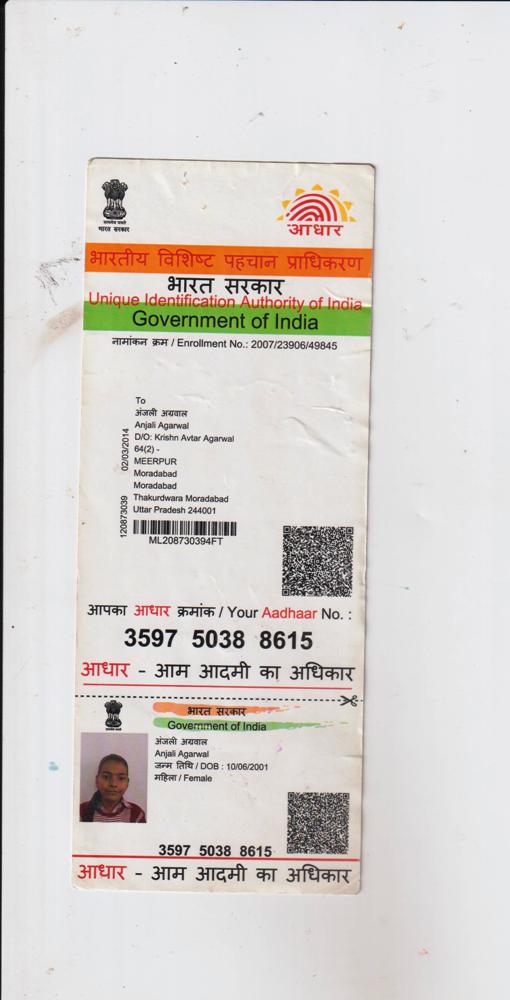 सत्यमेव जयते
भारत सरकार
आधार
भारतीय विशिष्ट पहचान प्राधिकरण
भारत सरकार
Unique Identification Authority of India
Government of India
नामांकन क्रम / Enrollment No.: 2007/23906/49845
To
अंजली अग्रवाल
Anjali Agarwal
D/O: Krishn Avtar Agarwal
64(2) -
MEERPUR
Moradabad
Moradabad
Thakurdwara Moradabad
Uttar Pradesh 244001
02/03/2014
120873039
ML208730394FT
आपका आधार क्रमांक / Your Aadhaar No. :
3597 5038 8615
आधार - आम आदमी का अधिकार
भारत सरकार
Government of India
अंजली अग्रवाल
Anjali Agarwal
जन्म तिथि / DOB : 10/06/2001
महिला / Female
3597 5038 8615
आधार - आम आदमी का अधिकार